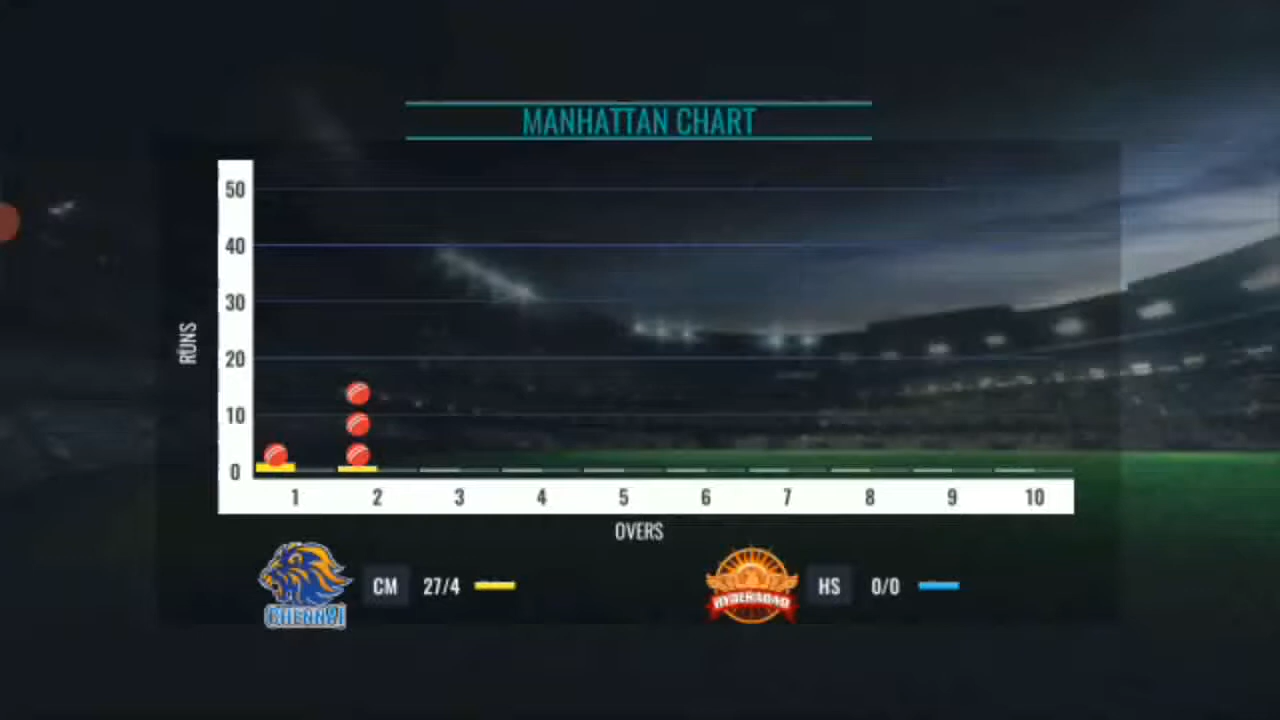 MANHATTAN CHART
50
40
30
20
10
0
RUNS
1 2 3 4 5 6 7 8 9 10
OVERS
CHENNAI CM 27/4
HYDERABAD HS 0/0